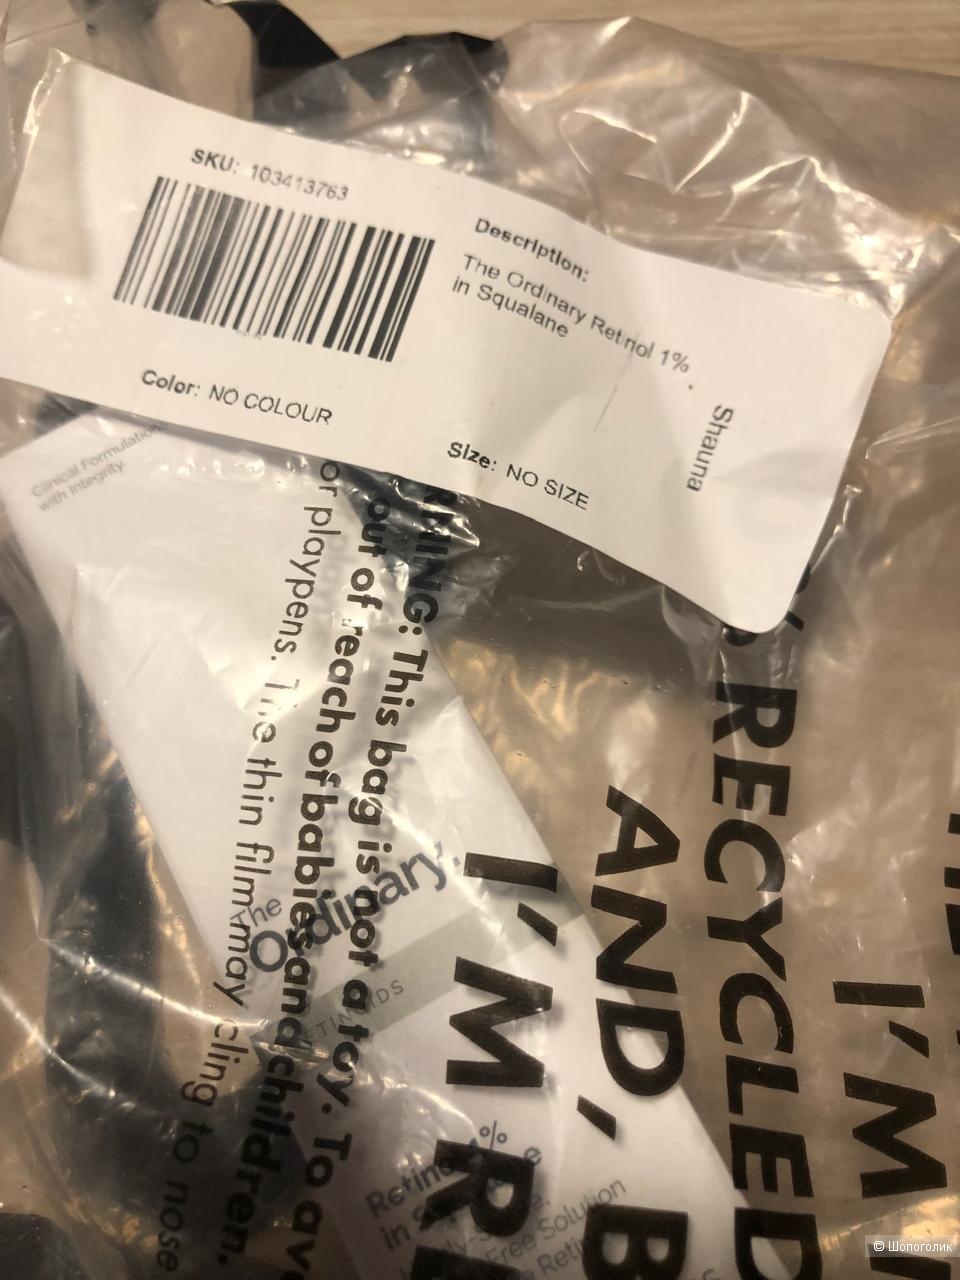 SKU: 103413763
Description:
The Ordinary Retinol 1%
in Squalane
Color: NO COLOUR
Size: NO SIZE
Shauna
Clinical Formulations
with Integrity.
This bag is not a toy. To
out of reach of babies and children.
or playpens. The thin film may cling to nose
The
Ordinary.
Retinol 1%
in
Free Solution
RECYCLED
AND,
I'M
I'M
© Шопоголик